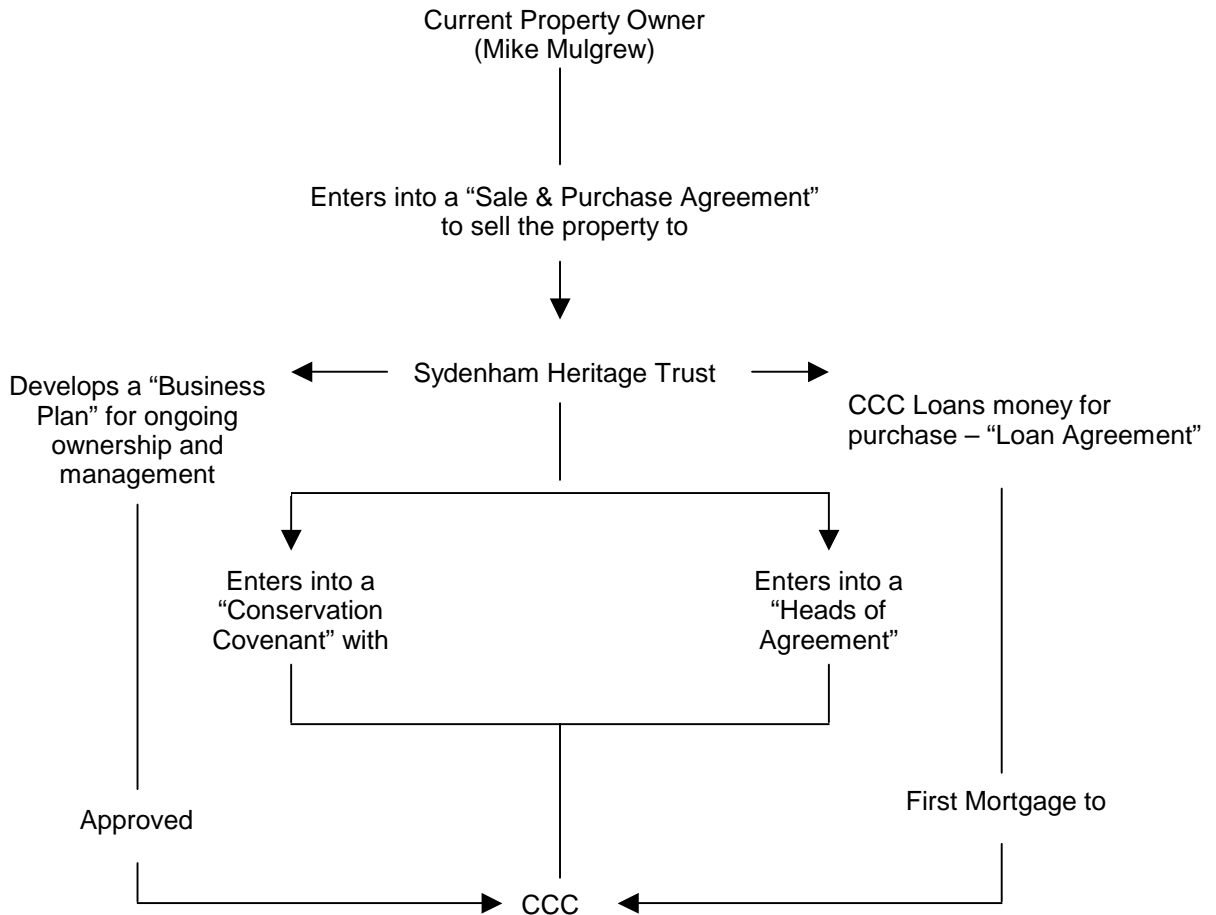 Current Property Owner
(Mike Mulgrew)
Enters into a “Sale & Purchase Agreement”
to sell the property to
Sydenham Heritage Trust
Develops a “Business
Plan” for ongoing
ownership and
management
CCC Loans money for
purchase – “Loan Agreement”
Enters into a
“Conservation
Covenant” with
Enters into a
“Heads of
Agreement”
Approved
First Mortgage to
CCC